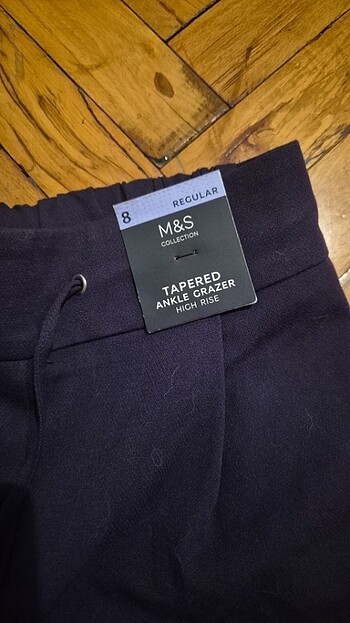 8 REGULAR
M&S
COLLECTION
TAPERED
ANKLE GRAZER
HIGH RISE